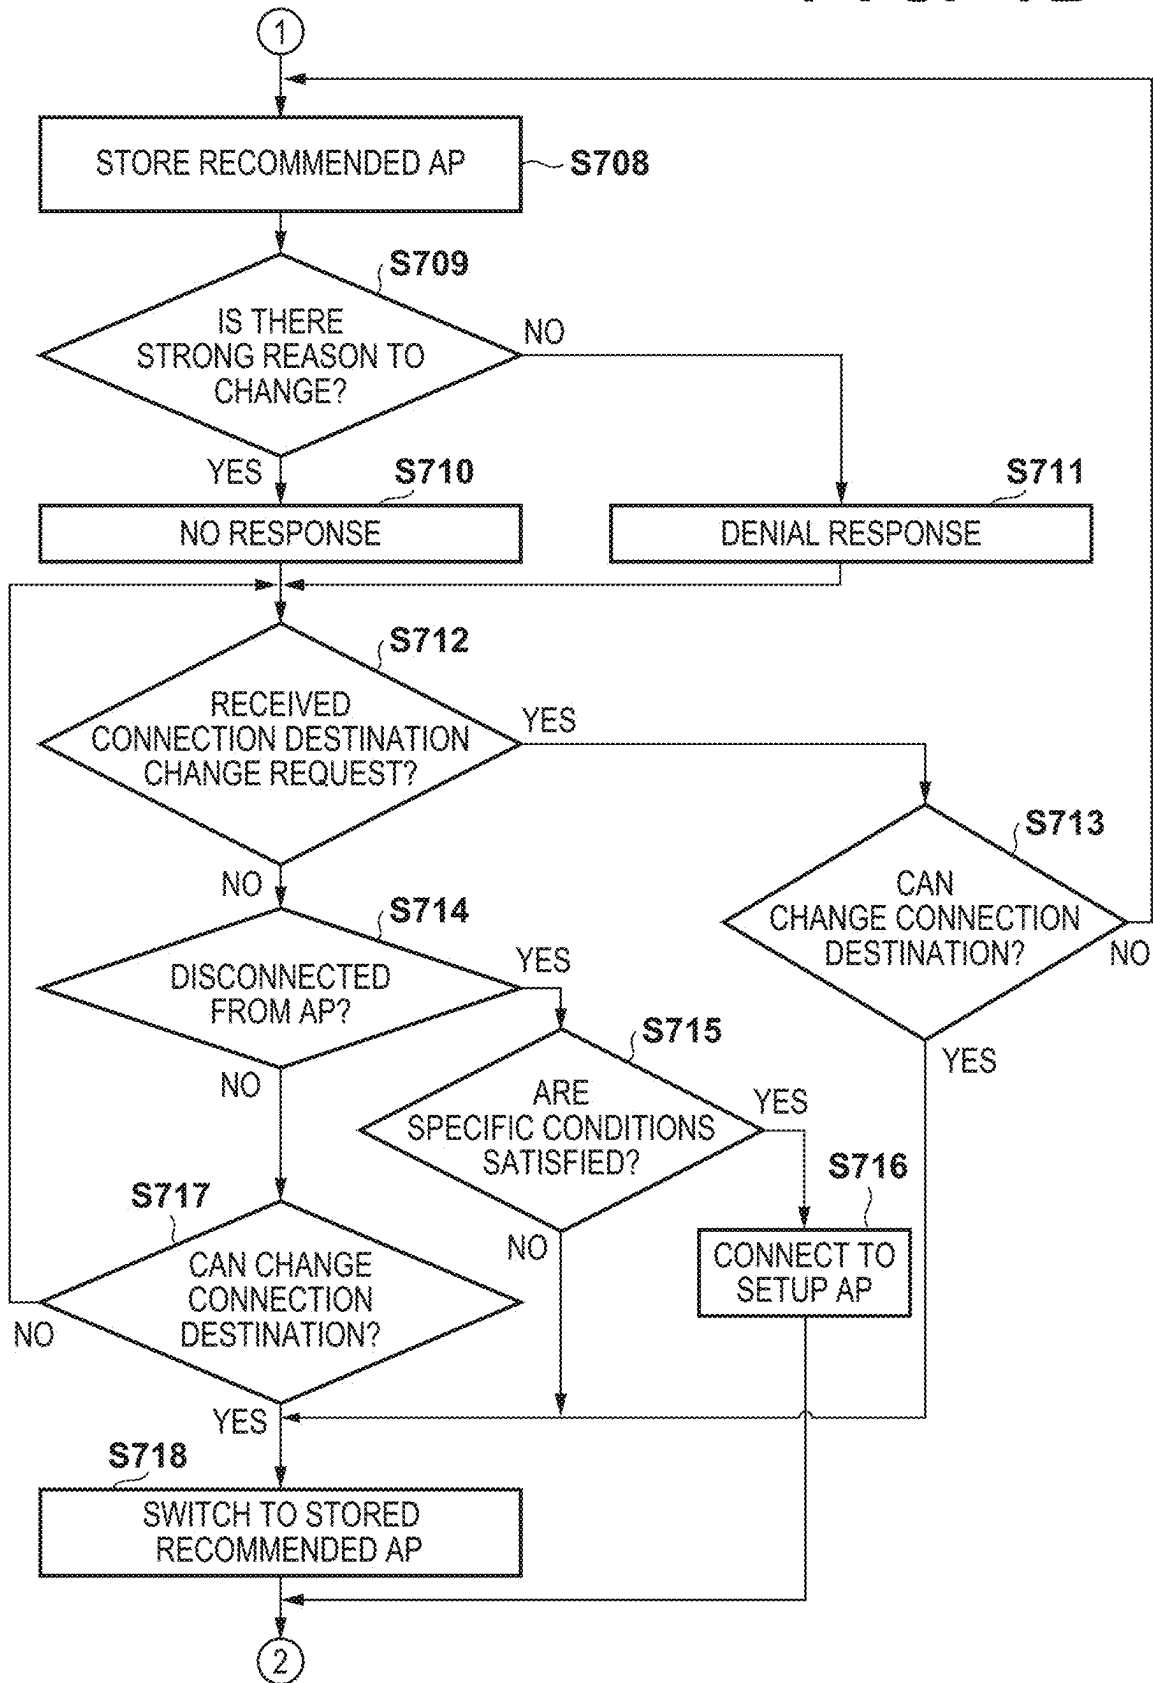 1
STORE RECOMMENDED AP
S708
S709
IS THERE
STRONG REASON TO
CHANGE?
NO
YES
S710
S711
NO RESPONSE
DENIAL RESPONSE
S712
RECEIVED
CONNECTION DESTINATION
CHANGE REQUEST?
YES
S713
NO
CAN
CHANGE CONNECTION
DESTINATION?
NO
S714
DISCONNECTED
FROM AP?
YES
S715
YES
NO
ARE
SPECIFIC CONDITIONS
SATISFIED?
YES
S716
S717
NO
CONNECT TO
SETUP AP
CAN CHANGE
CONNECTION
DESTINATION?
NO
YES
S718
SWITCH TO STORED
RECOMMENDED AP
2